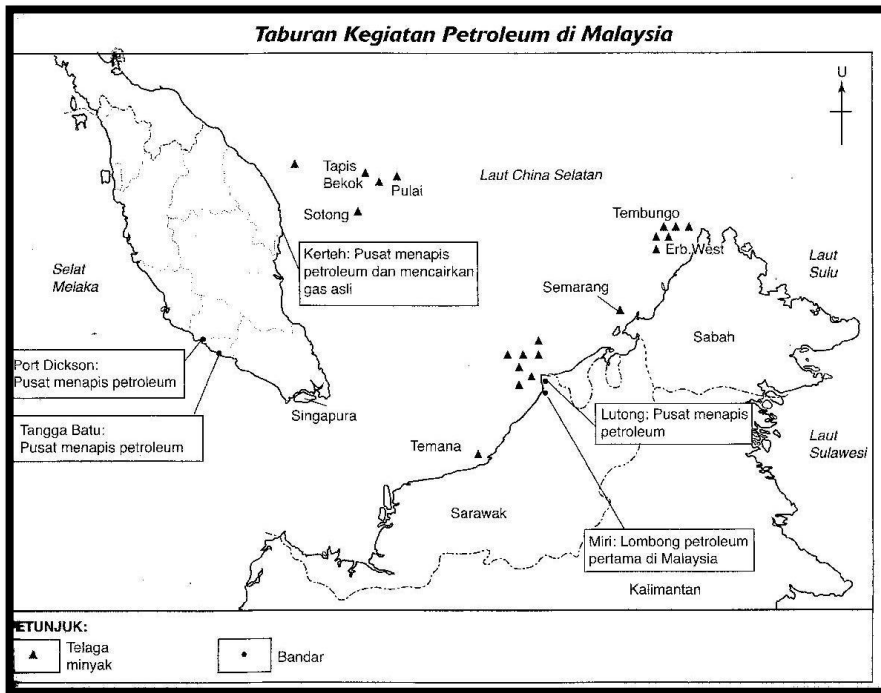 Taburan Kegiatan Petroleum di Malaysia
U
Tapis
Bekok
Pulai
Laut China Selatan
Sotong
Tembungo
Erb.West
Kerteh: Pusat menapis
petroleum dan mencairkan
gas asli
Selat
Melaka
Laut
Sulu
Semarang
Sabah
Port Dickson:
Pusat menapis petroleum
Singapura
Tangga Batu:
Pusat menapis petroleum
Lutong: Pusat menapis
petroleum
Temana
Laut
Sulawesi
Sarawak
Miri: Lombong petroleum
pertama di Malaysia
Kalimantan
ETUNJUK:
Telaga
minyak
Bandar